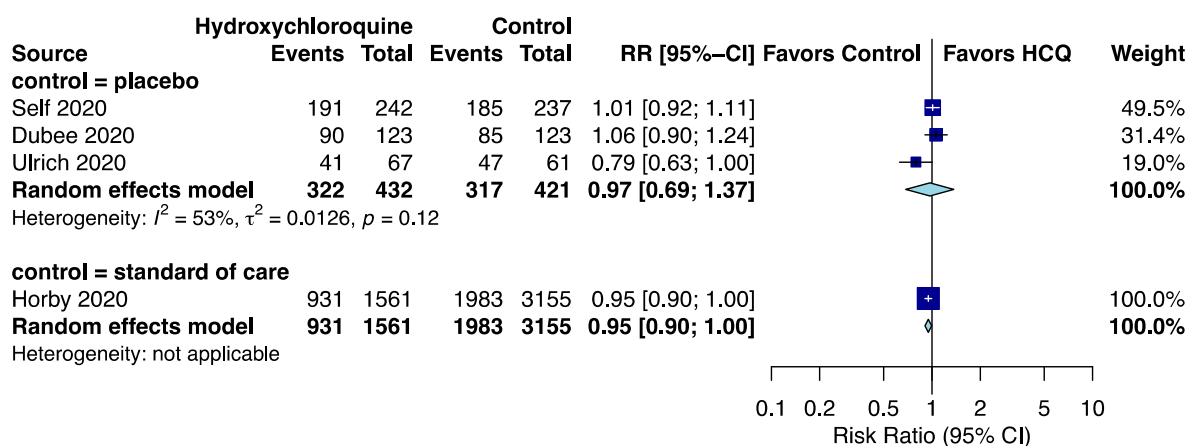 Hydroxychloroquine Control
Source Events Total Events Total RR [95%−CI] Favors Control Favors HCQ Weight
control = placebo
Self 2020 191 242 185 237 1.01 [0.92; 1.11] 49.5%
Dubee 2020 90 123 85 123 1.06 [0.90; 1.24] 31.4%
Ulrich 2020 41 67 47 61 0.79 [0.63; 1.00] 19.0%
Random effects model 322 432 317 421 0.97 [0.69; 1.37] 100.0%
Heterogeneity: I² = 53%, τ² = 0.0126, p = 0.12
control = standard of care
Horby 2020 931 1561 1983 3155 0.95 [0.90; 1.00] 100.0%
Random effects model 931 1561 1983 3155 0.95 [0.90; 1.00] 100.0%
Heterogeneity: not applicable
0.1 0.2 0.5 1 2 5 10
Risk Ratio (95% CI)